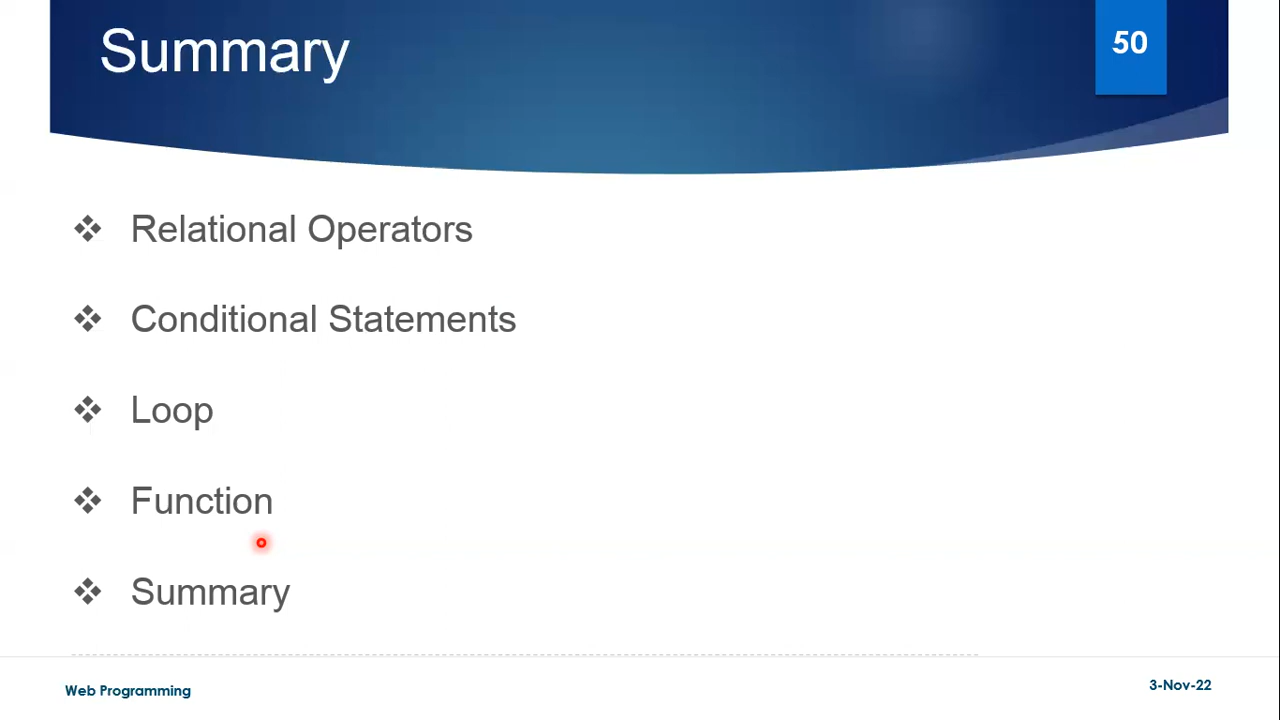 Summary
50
Relational Operators
Conditional Statements
Loop
Function
Summary
Web Programming
3-Nov-22